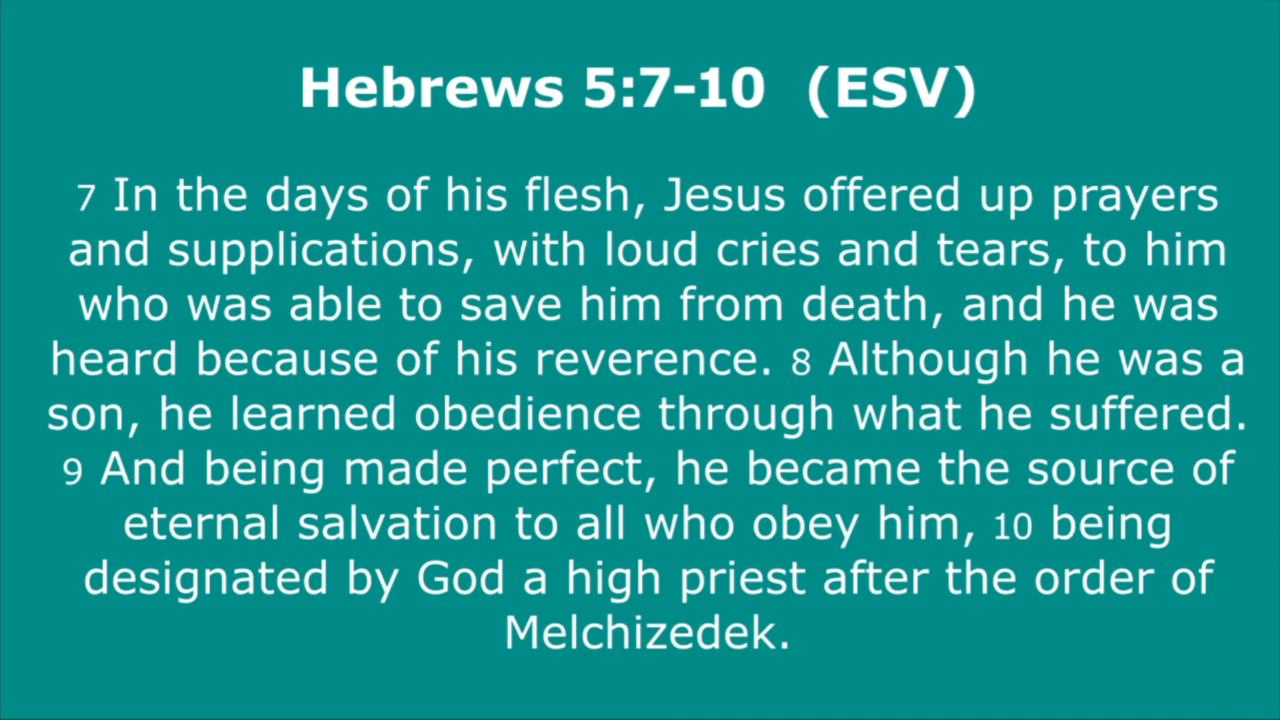 Hebrews 5:7-10 (ESV)
7 In the days of his flesh, Jesus offered up prayers
and supplications, with loud cries and tears, to him
who was able to save him from death, and he was
heard because of his reverence. 8 Although he was a
son, he learned obedience through what he suffered.
9 And being made perfect, he became the source of
eternal salvation to all who obey him, 10 being
designated by God a high priest after the order of
Melchizedek.